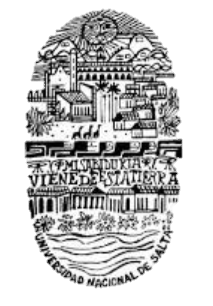 MI SABIDURIA
VIENE DE ESTA TIERRA
UNIVERSIDAD NACIONAL DE SALTA